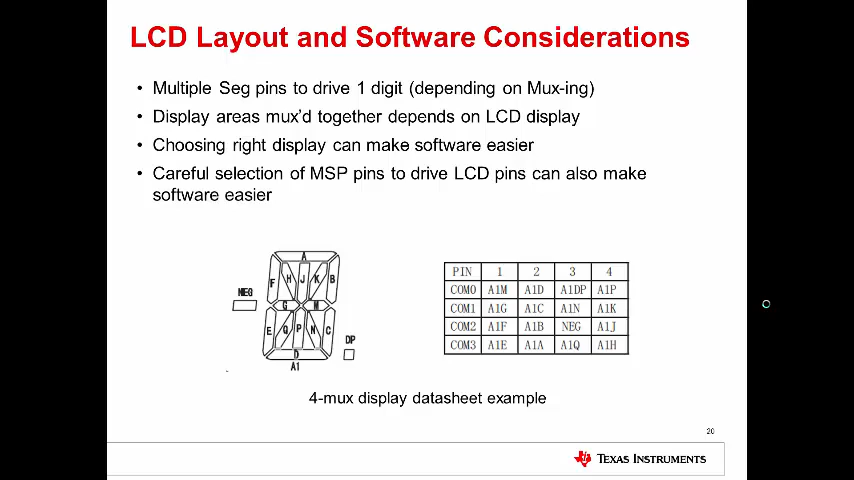 LCD Layout and Software Considerations
• Multiple Seg pins to drive 1 digit (depending on Mux-ing)
• Display areas mux'd together depends on LCD display
• Choosing right display can make software easier
• Careful selection of MSP pins to drive LCD pins can also make
software easier
A
F H J K B
NEG
G M
E Q P N C
DP
D
A1
PIN 1 2 3 4
COM0 A1M A1D A1DP A1P
COM1 A1G A1C A1N A1K
COM2 A1F A1B NEG A1J
COM3 A1E A1A A1Q A1H
4-mux display datasheet example
20
TEXAS INSTRUMENTS